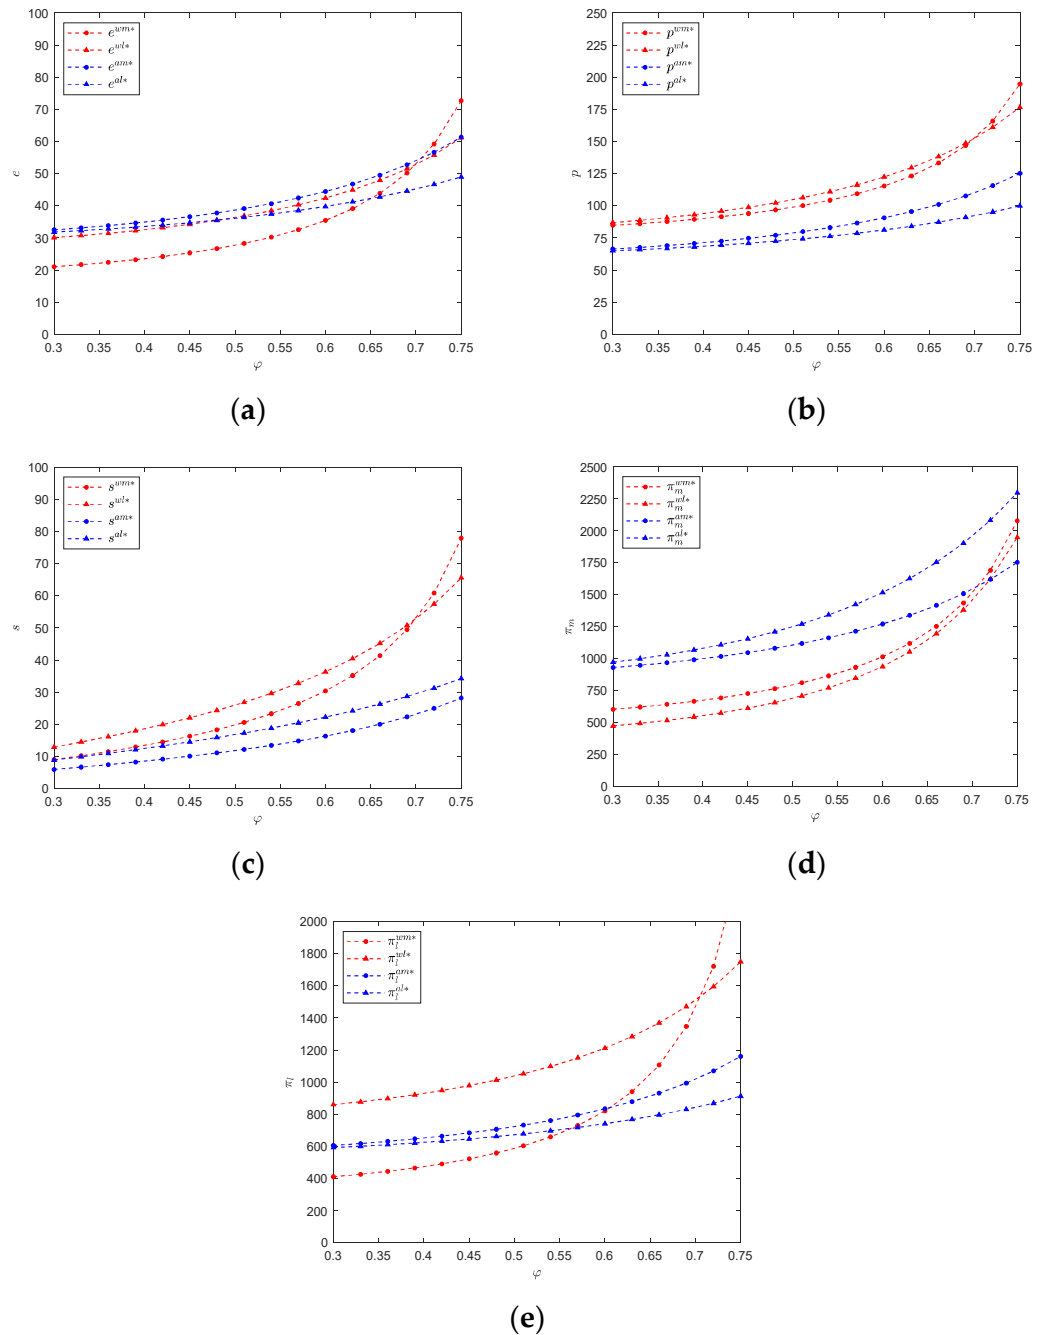 100
90
80
70
60
50
40
30
20
10
0
e
e^{wm*}
e^{wl*}
e^{am*}
e^{al*}
0.3 0.35 0.4 0.45 0.5 0.55 0.6 0.65 0.7 0.75
φ
(a)
250
225
200
175
150
125
100
75
50
25
0
p
p^{wm*}
p^{wl*}
p^{am*}
p^{al*}
0.3 0.35 0.4 0.45 0.5 0.55 0.6 0.65 0.7 0.75
φ
(b)
100
90
80
70
60
50
40
30
20
10
0
s
s^{wm*}
s^{wl*}
s^{am*}
s^{al*}
0.3 0.35 0.4 0.45 0.5 0.55 0.6 0.65 0.7 0.75
φ
(c)
2500
2250
2000
1750
1500
1250
1000
750
500
250
0
π_m
π_m^{wm*}
π_m^{wl*}
π_m^{am*}
π_m^{al*}
0.3 0.35 0.4 0.45 0.5 0.55 0.6 0.65 0.7 0.75
φ
(d)
2000
1800
1600
1400
1200
1000
800
600
400
200
0
π_l
π_l^{wm*}
π_l^{wl*}
π_l^{am*}
π_l^{al*}
0.3 0.35 0.4 0.45 0.5 0.55 0.6 0.65 0.7 0.75
φ
(e)